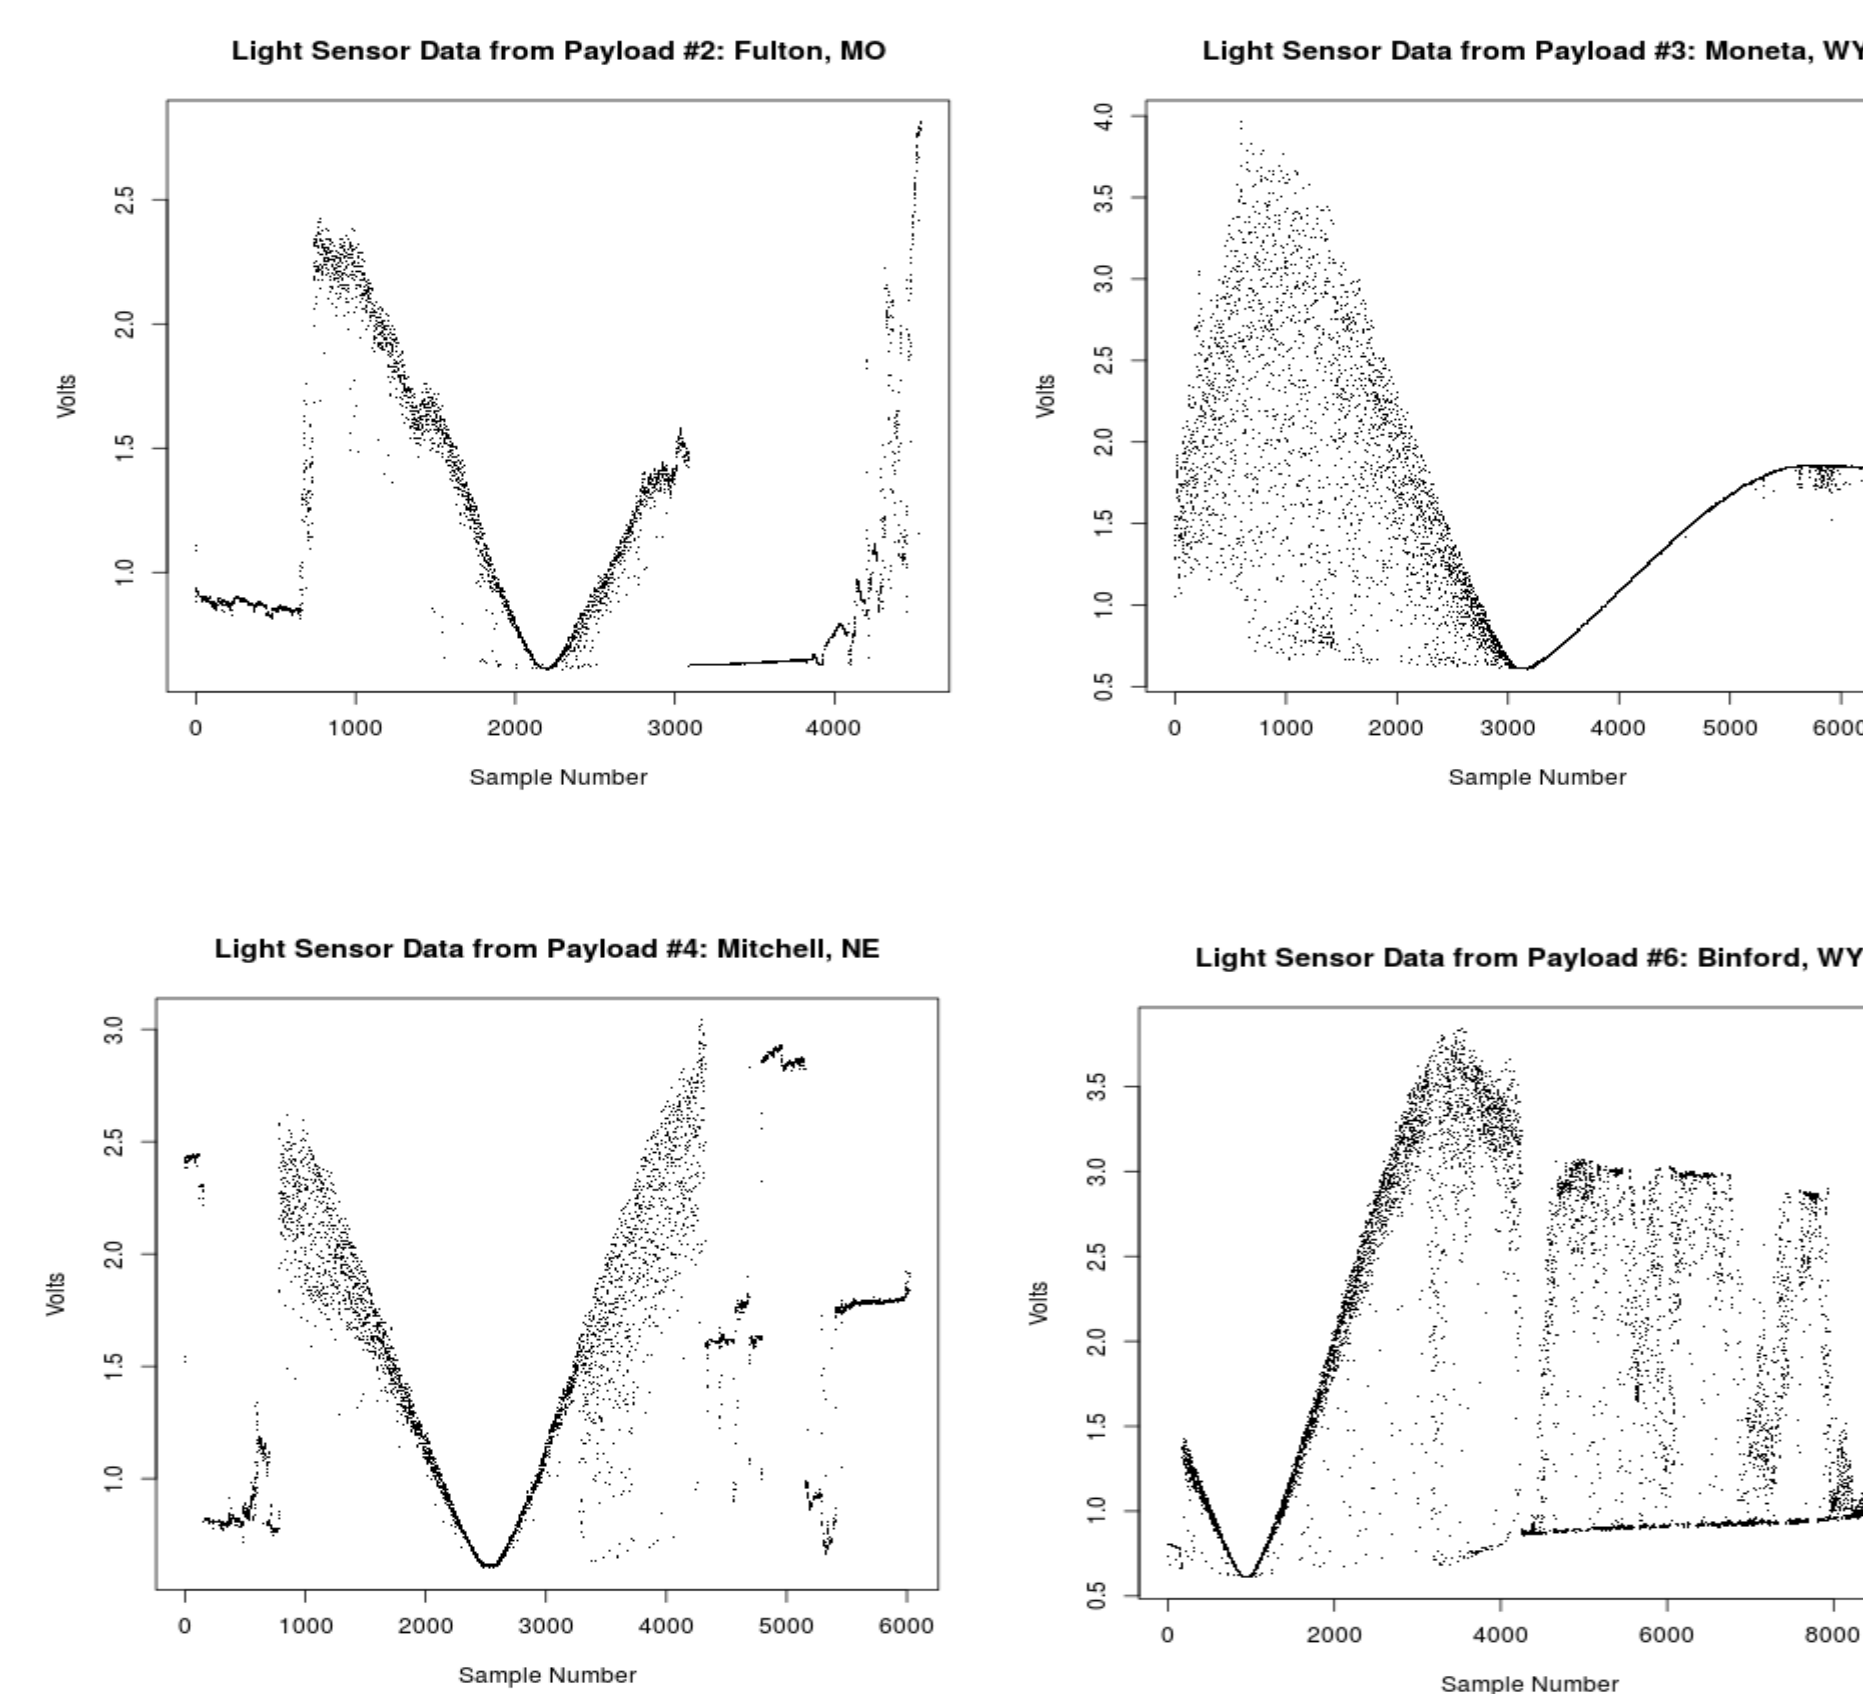 Light Sensor Data from Payload #2: Fulton, MO
Volts
2.5
2.0
1.5
1.0
0 1000 2000 3000 4000
Sample Number
Light Sensor Data from Payload #3: Moneta, WY
Volts
4.0
3.5
3.0
2.5
2.0
1.5
1.0
0.5
0 1000 2000 3000 4000 5000 6000
Sample Number
Light Sensor Data from Payload #4: Mitchell, NE
Volts
3.0
2.5
2.0
1.5
1.0
0 1000 2000 3000 4000 5000 6000
Sample Number
Light Sensor Data from Payload #6: Binford, WY
Volts
3.5
3.0
2.5
2.0
1.5
1.0
0.5
0 2000 4000 6000 8000
Sample Number